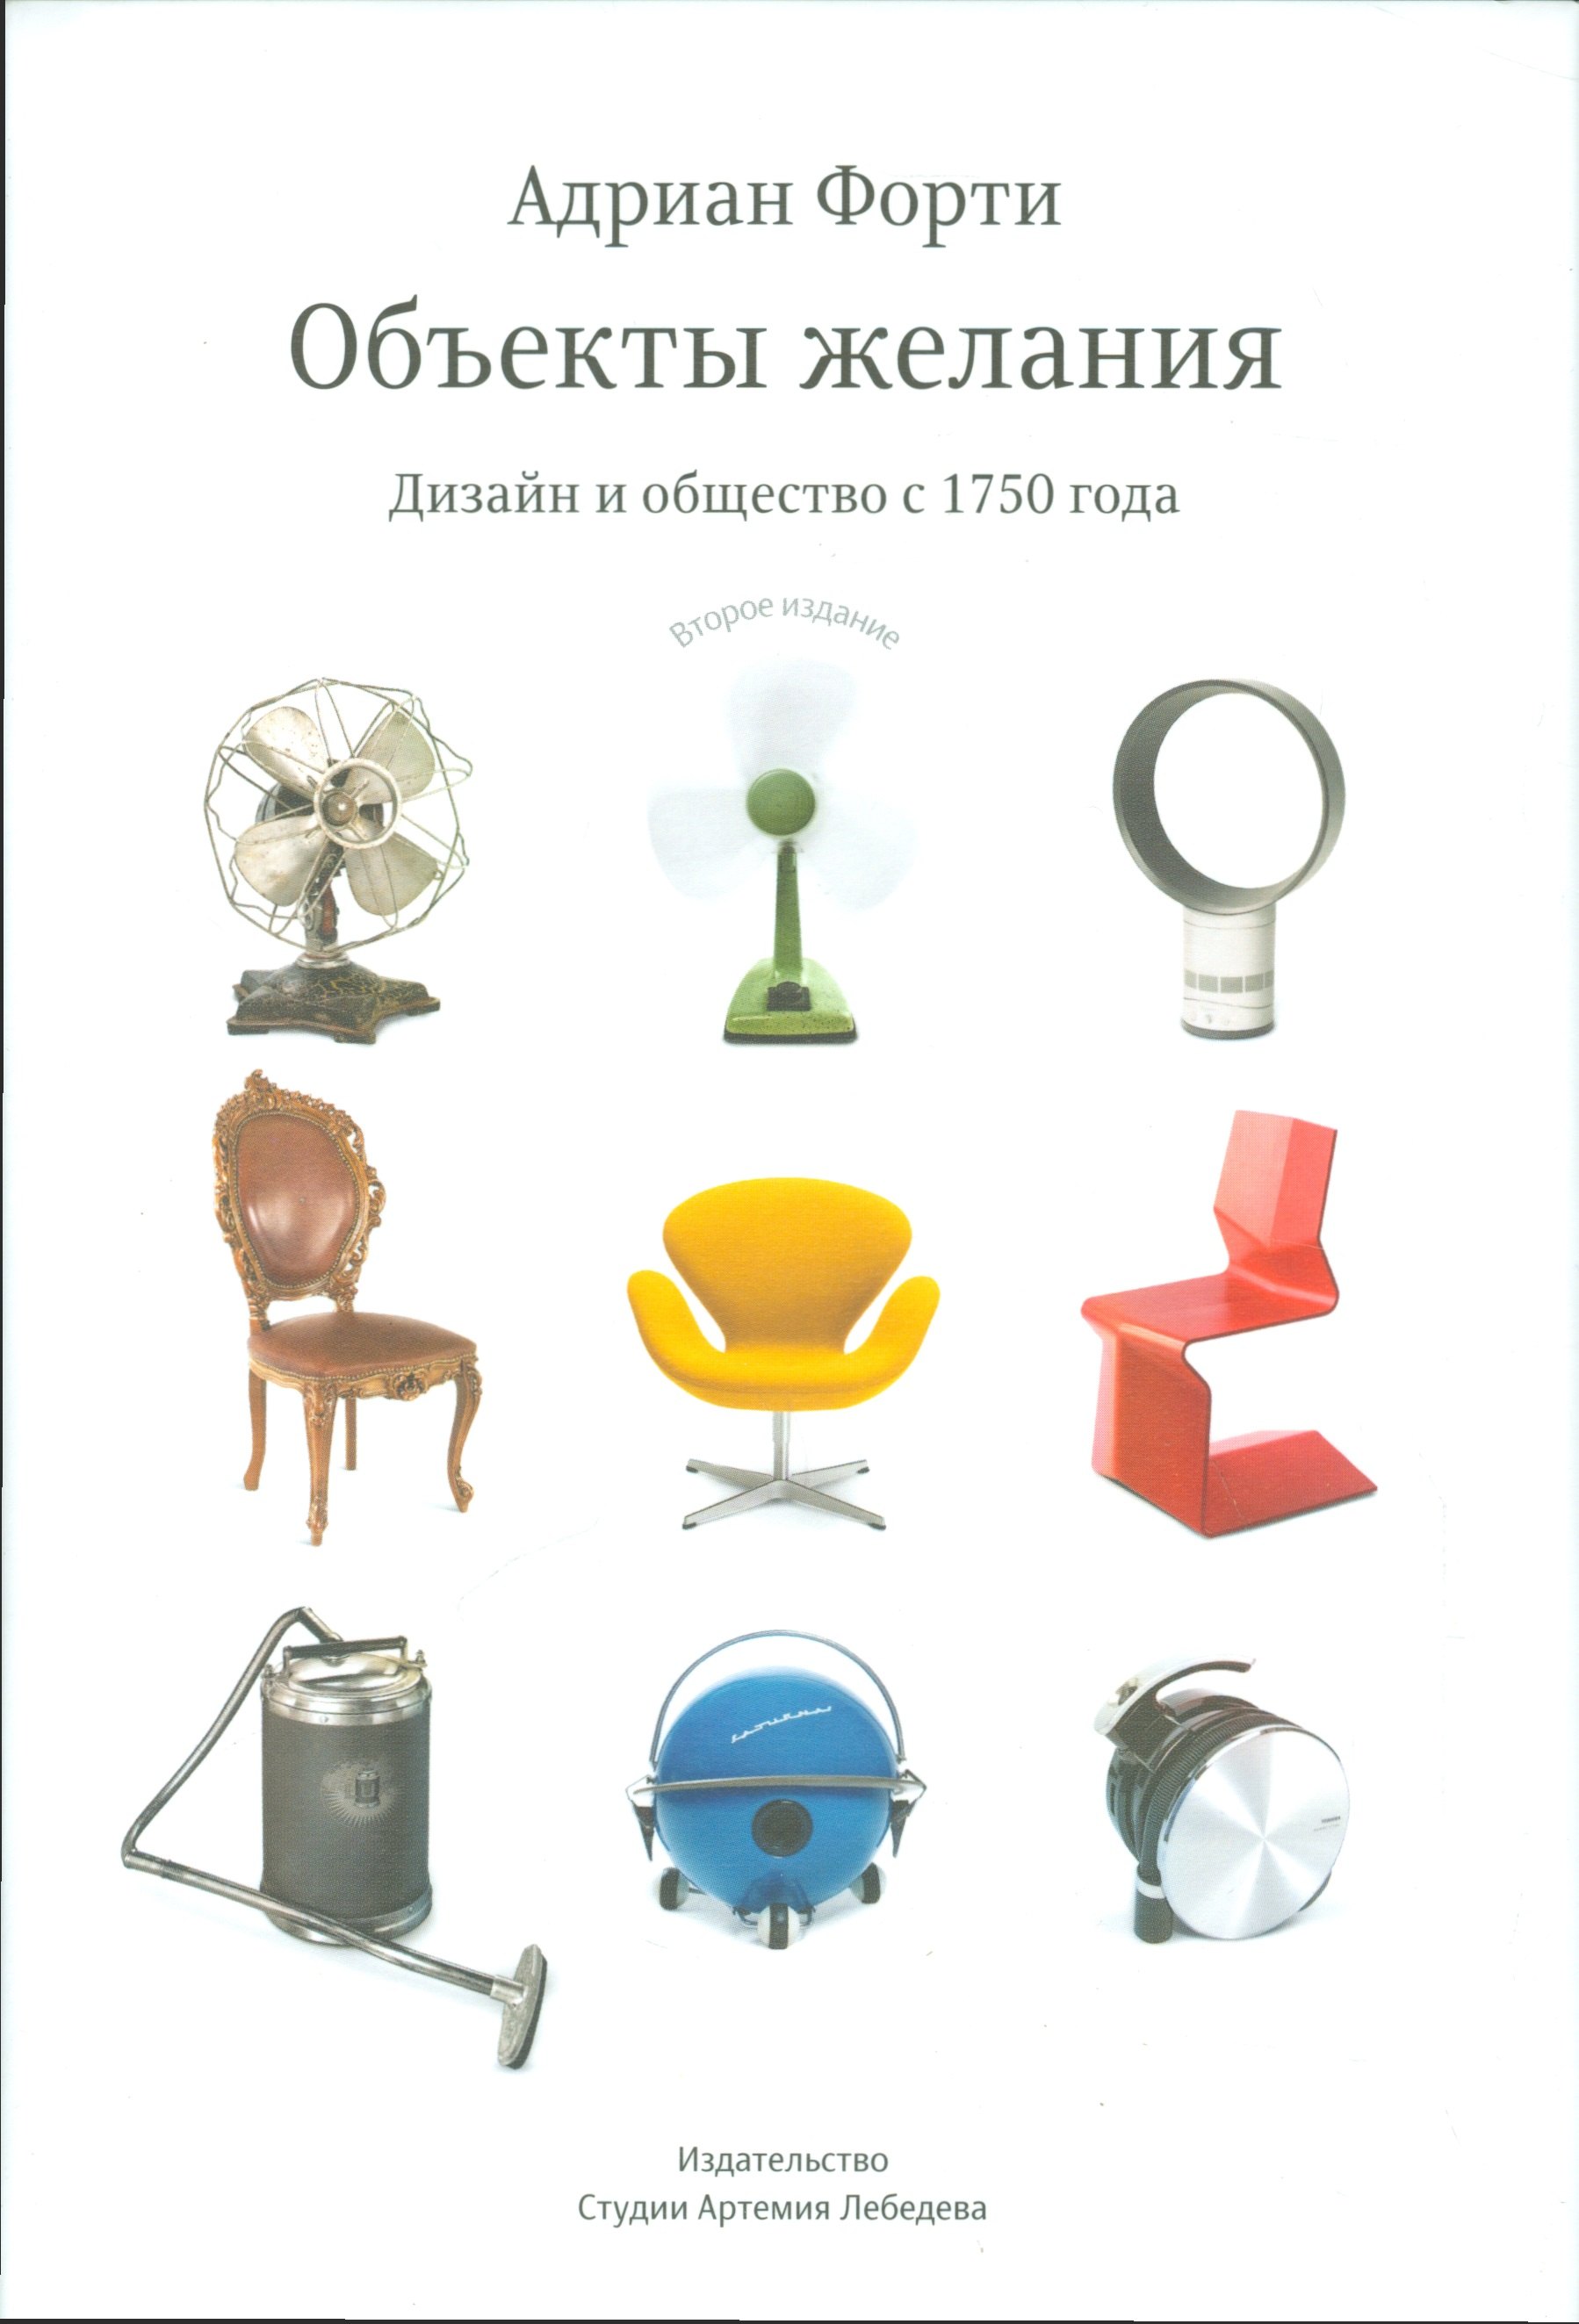 Адриан Форти
Объекты желания
Дизайн и общество с 1750 года
Второе издание
Издательство
Студии Артемия Лебедева